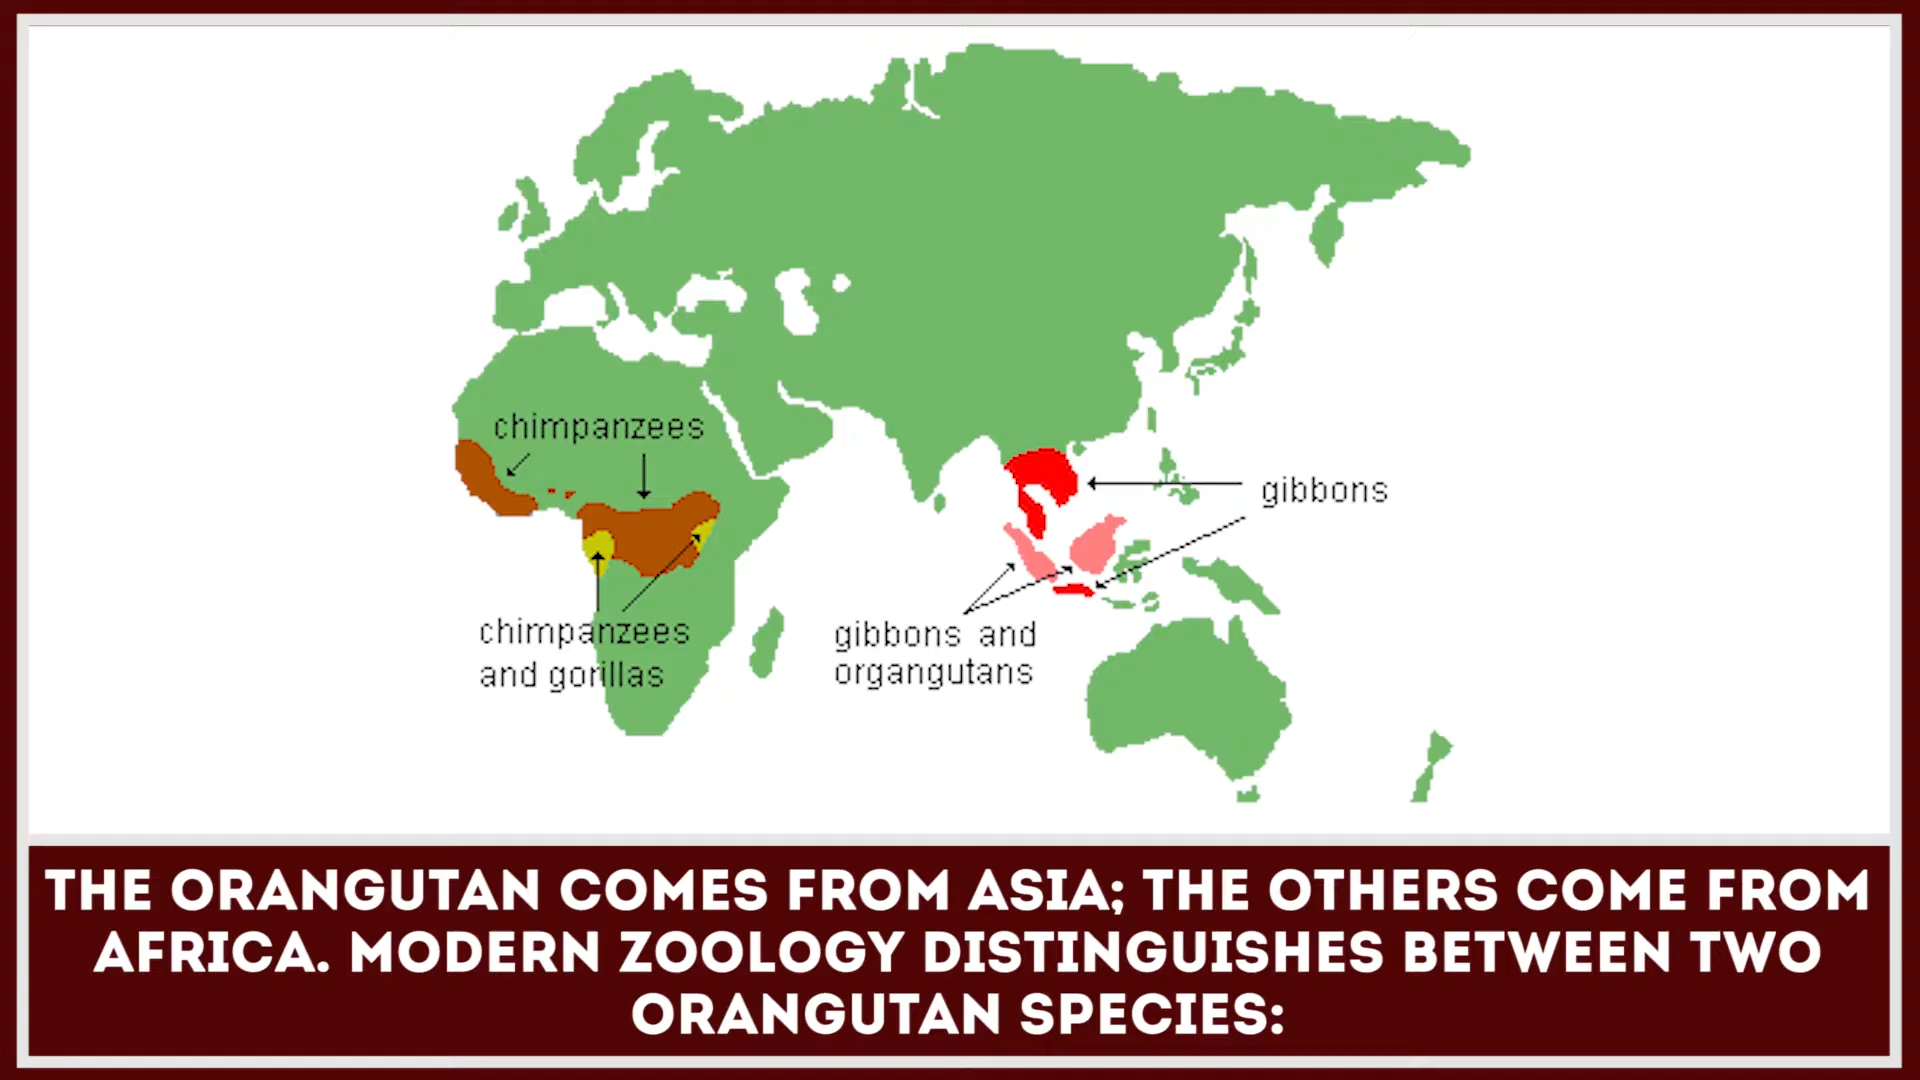 chimpanzees
gibbons
chimpanzees
and gorillas
gibbons and
organgutans
THE ORANGUTAN COMES FROM ASIA; THE OTHERS COME FROM
AFRICA. MODERN ZOOLOGY DISTINGUISHES BETWEEN TWO
ORANGUTAN SPECIES: